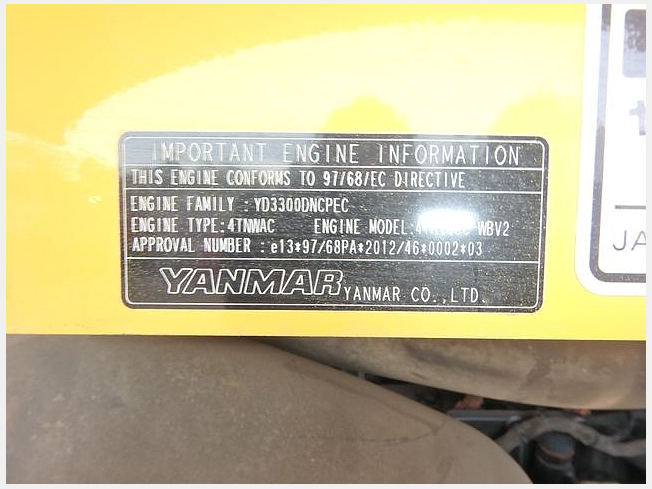 IMPORTANT ENGINE INFORMATION
THIS ENGINE CONFORMS TO 97/68/EC DIRECTIVE
ENGINE FAMILY : YD3300DNCPEC
ENGINE TYPE:4TNWAC ENGINE MODEL:
APPROVAL NUMBER : e13*97/68PA*2012/46*0002*03
YANMAR YANMAR CO.,LTD.